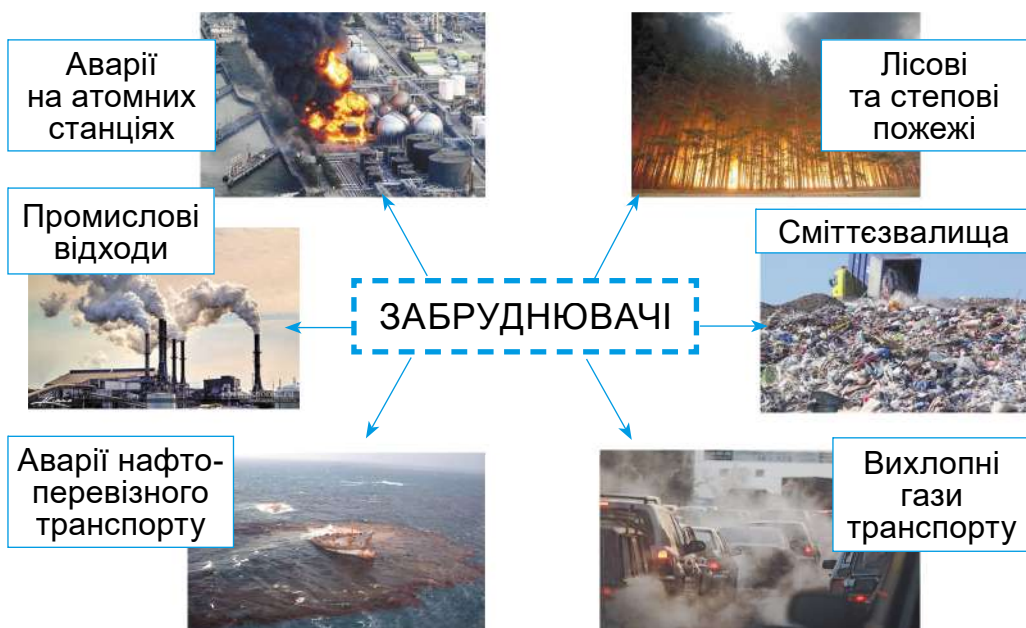 Аварії
на атомних
станціях
Лісові
та степові
пожежі
Промислові
відходи
Сміттєзвалища
ЗАБРУДНЮВАЧІ
Аварії нафто-
перевізного
транспорту
Вихлопні
гази
транспорту